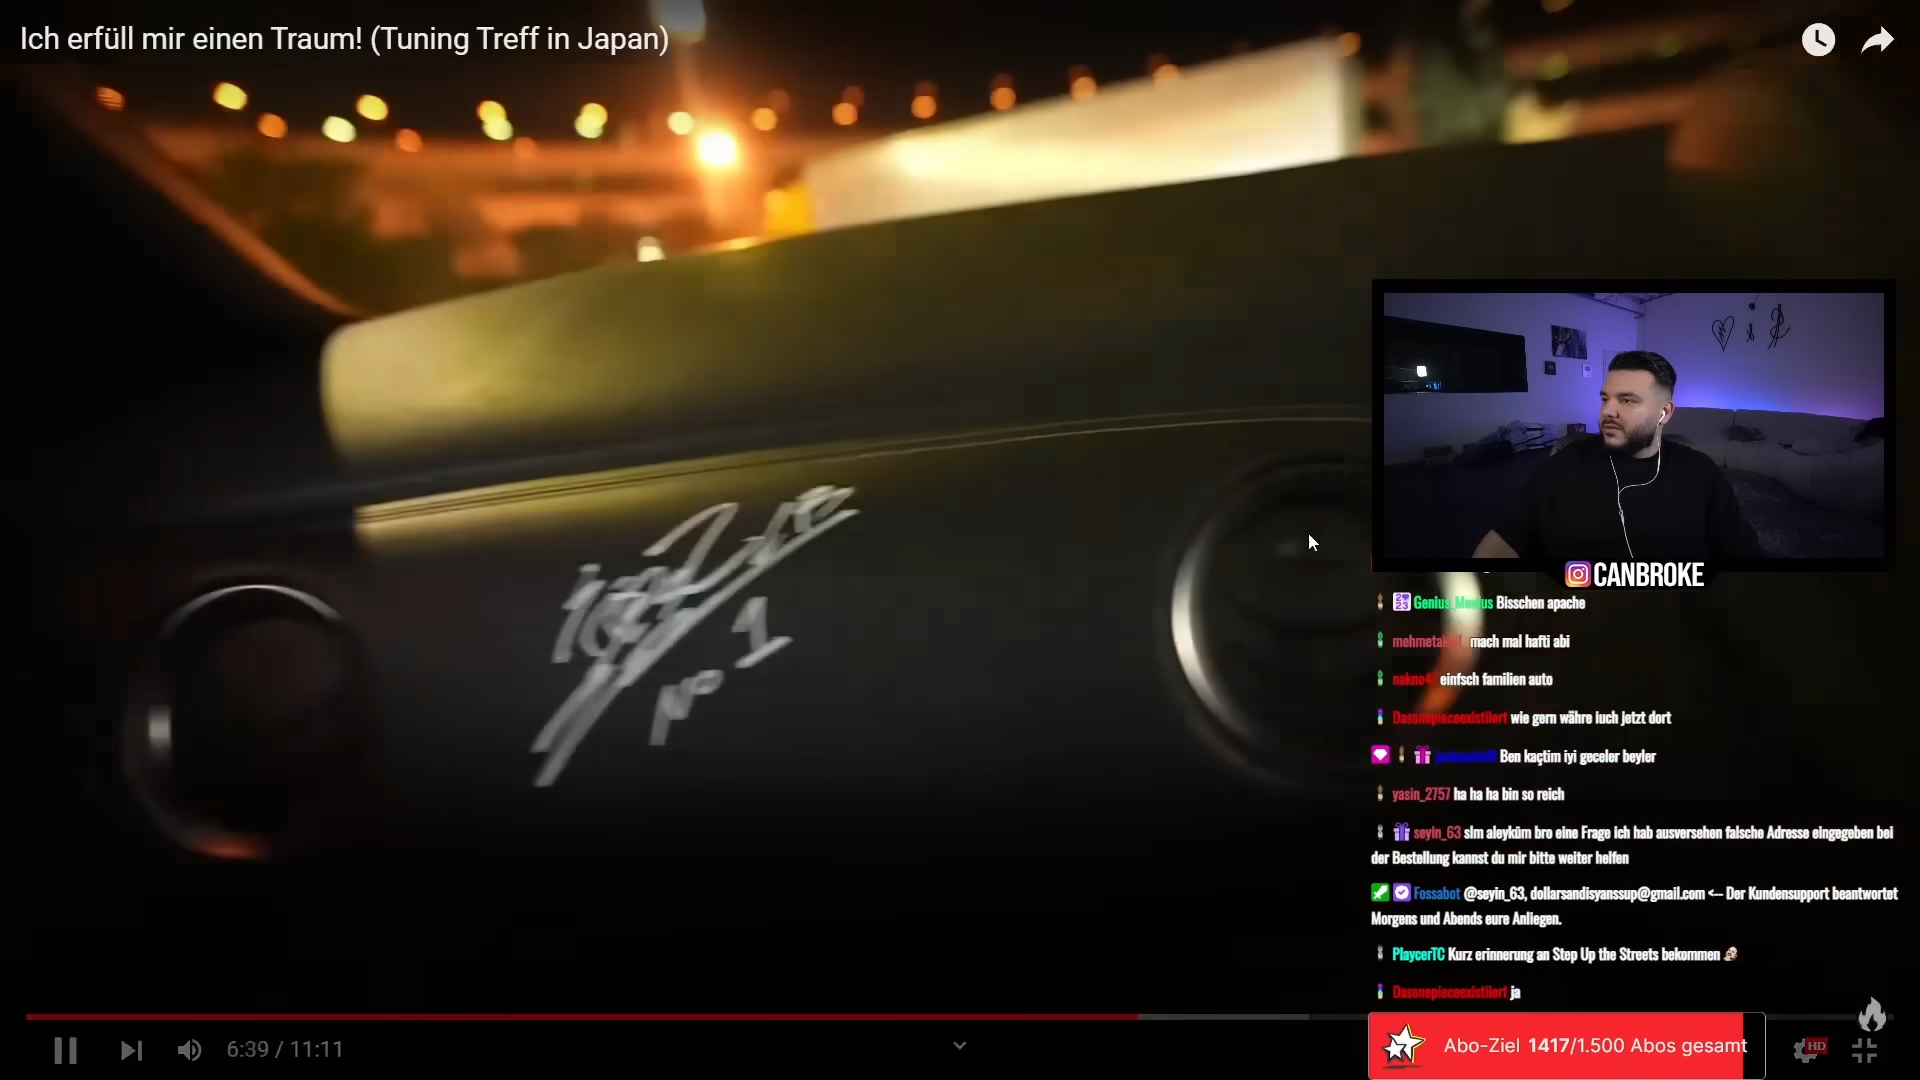 Ich erfüll mir einen Traum! (Tuning Treff in Japan)
CANBROKE
Bisschen apache
mach mal hafti abi
einfsch familien auto
Dasonepieceexistiiert wie gern währe iuch jetzt dort
Ben kaçtim iyi geceler beyler
yasin_2757 ha ha ha bin so reich
seyin_63 slm aleyküm bro eine Frage ich hab ausversehen falsche Adresse eingegeben bei
der Bestellung kannst du mir bitte weiter helfen
Fossabot @seyin_63, dollarsandisyanssup@gmail.com <-- Der Kundensupport beantwortet
Morgens und Abends eure Anliegen.
PlaycerTC Kurz erinnerung an Step Up the Streets bekommen
Dasonepieceexistiiert ja
Abo-Ziel 1417/1.500 Abos gesamt
HD
6:39 / 11:11
N° 1